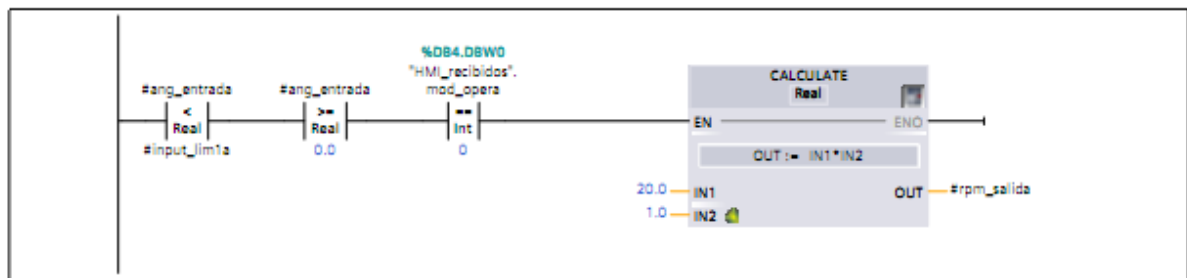 %DB4.DBW0
"HMI_recibidos".
#ang_entrada #ang_entrada mod_opera
< >= ==
Real Real Int
#input_lim1a 0.0 0
CALCULATE
Real
EN ENO
OUT := IN1*IN2
20.0 IN1 OUT #rpm_salida
1.0 IN2